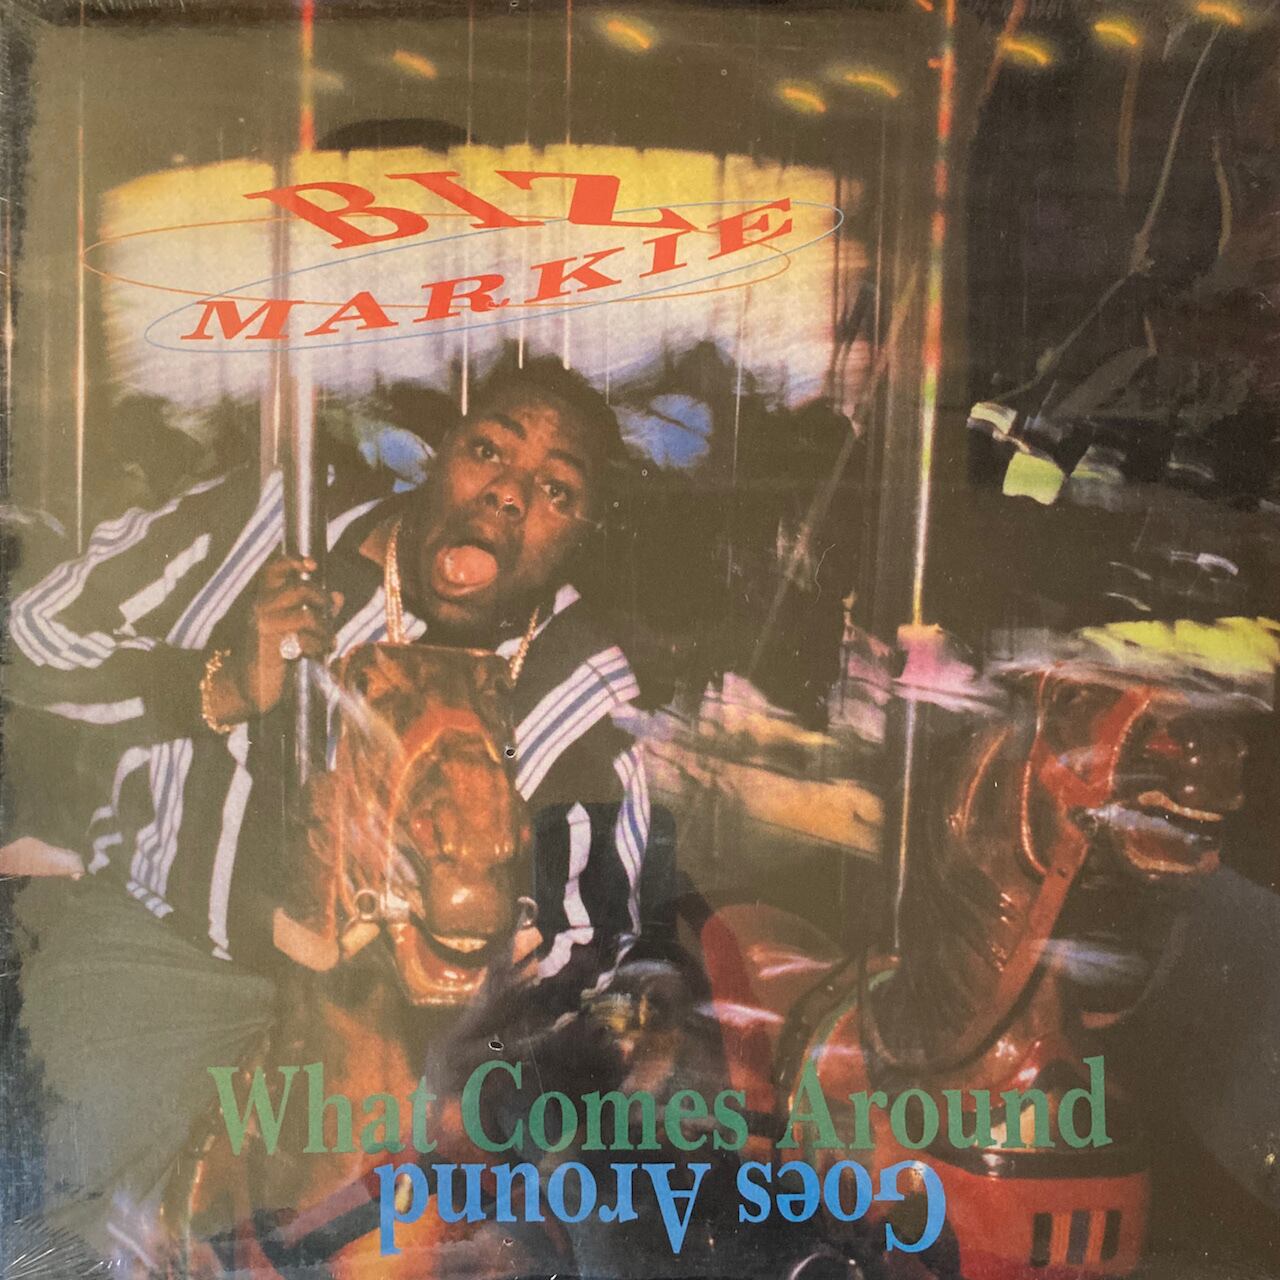 BIZ
MARKIE
What Comes Around
Goes Around